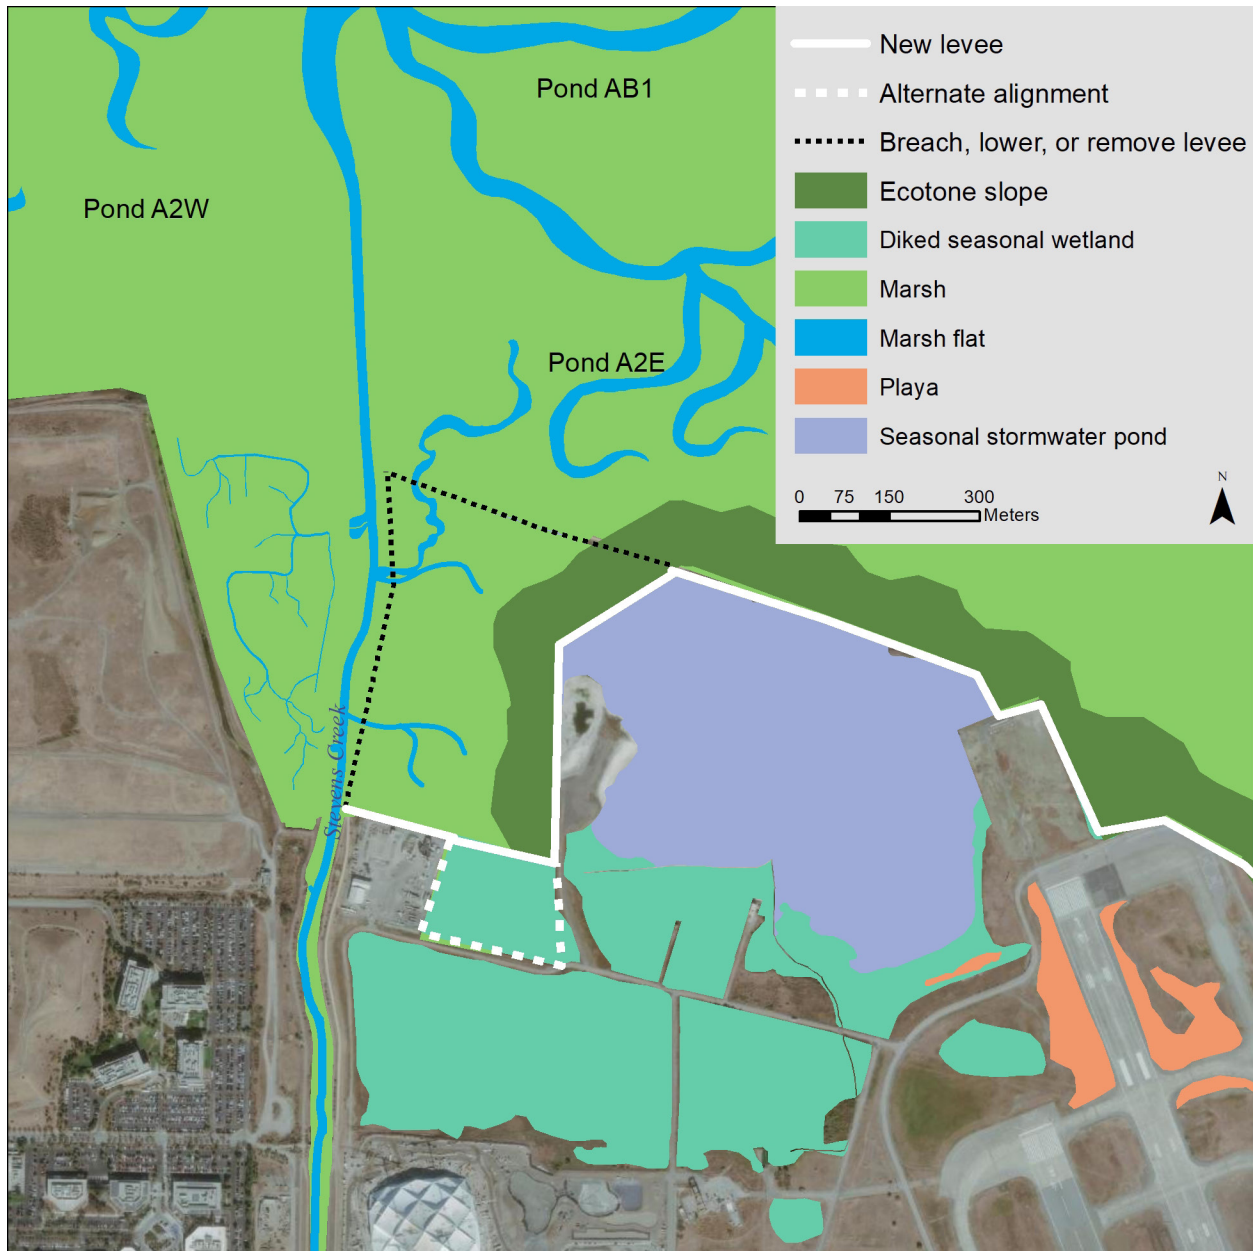 Pond AB1
Pond A2W
Pond A2E
Stevens Creek
New levee
Alternate alignment
Breach, lower, or remove levee
Ecotone slope
Diked seasonal wetland
Marsh
Marsh flat
Playa
Seasonal stormwater pond
N
0 75 150 300
Meters